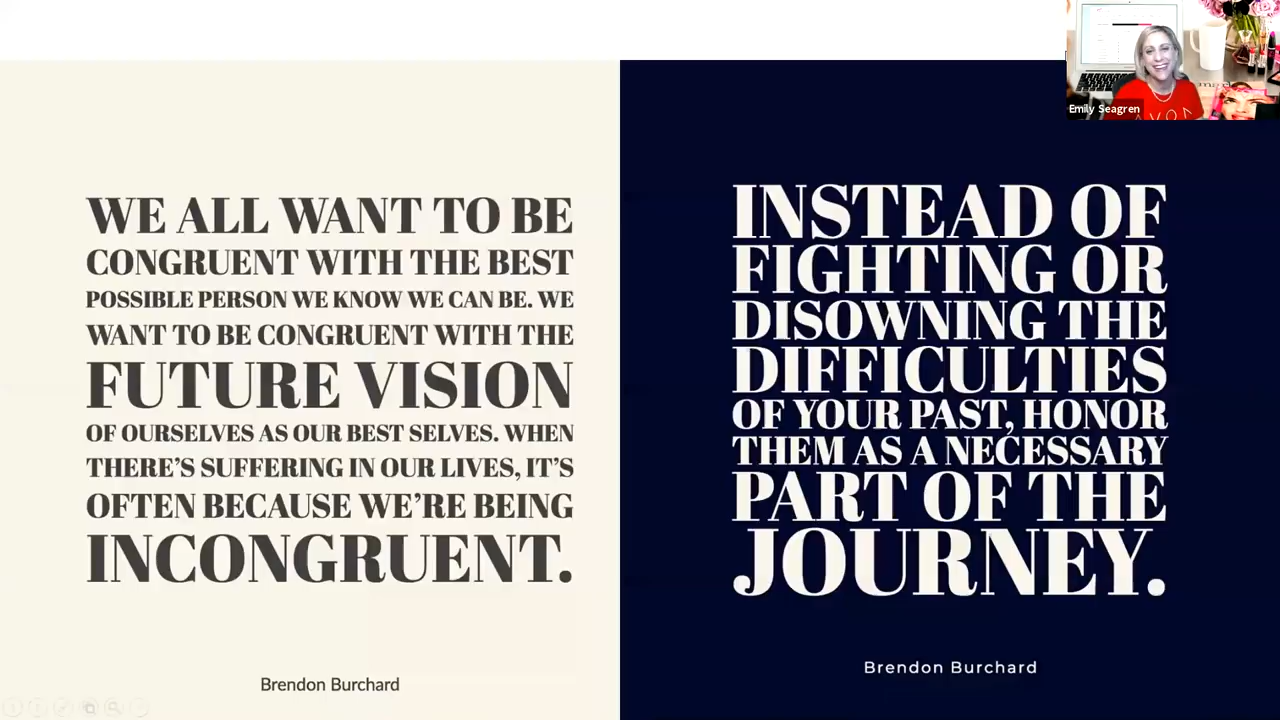 Emily Seagren
AVON
WE ALL WANT TO BE
CONGRUENT WITH THE BEST
POSSIBLE PERSON WE KNOW WE CAN BE. WE
WANT TO BE CONGRUENT WITH THE
FUTURE VISION
OF OURSELVES AS OUR BEST SELVES. WHEN
THERE'S SUFFERING IN OUR LIVES, IT'S
OFTEN BECAUSE WE'RE BEING
INCONGRUENT.
Brendon Burchard
INSTEAD OF
FIGHTING OR
DISOWNING THE
DIFFICULTIES
OF YOUR PAST, HONOR
THEM AS A NECESSARY
PART OF THE
JOURNEY.
Brendon Burchard